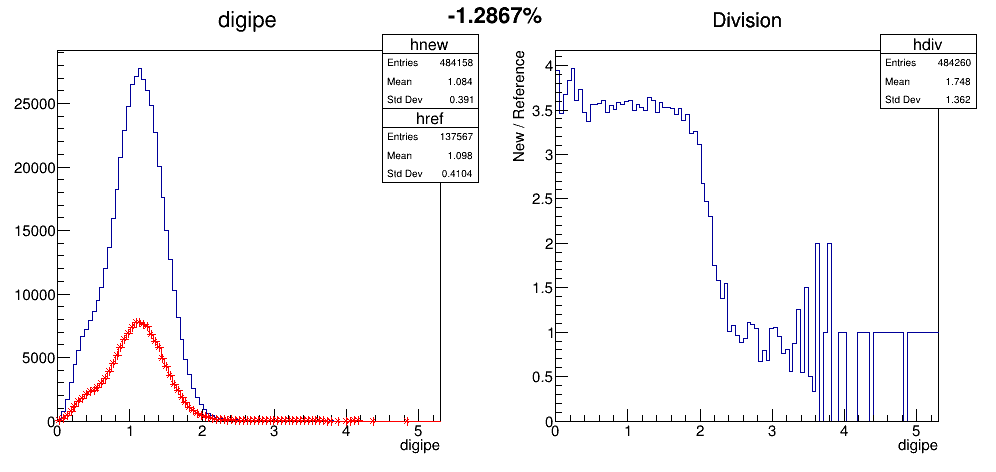 -1.2867%
digipe
hnew
Entries 484158
Mean 1.084
Std Dev 0.391
href
Entries 137567
Mean 1.098
Std Dev 0.4104
25000
20000
15000
10000
5000
0
0 1 2 3 4 5
digipe
Division
hdiv
Entries 484260
Mean 1.748
Std Dev 1.362
New / Reference
4
3.5
3
2.5
2
1.5
1
0.5
0
0 1 2 3 4 5
digipe